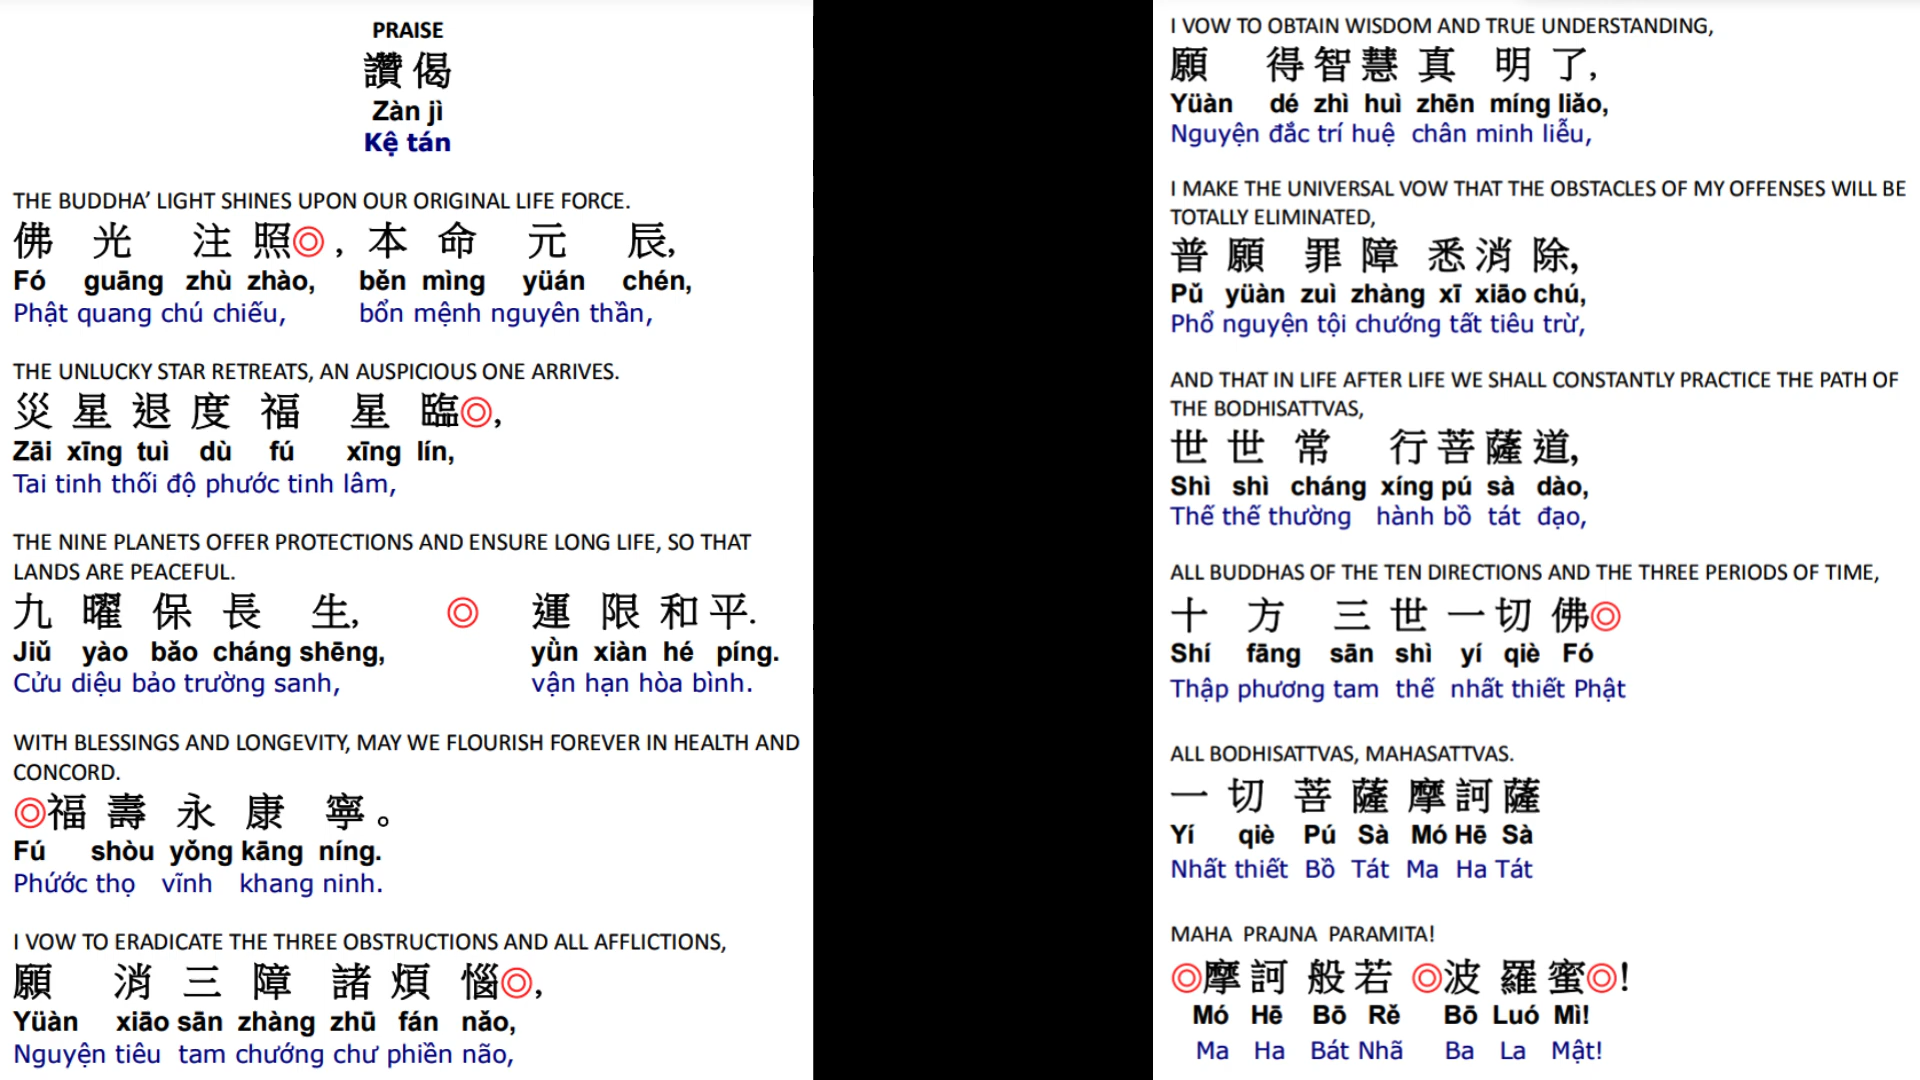 PRAISE
讚偈
Zàn jì
Kệ tán
THE BUDDHA’ LIGHT SHINES UPON OUR ORIGINAL LIFE FORCE.
佛 光 注 照◎, 本 命 元 辰,
Fó guāng zhù zhào, běn mìng yüán chén,
Phật quang chú chiếu, bổn mệnh nguyên thần,
THE UNLUCKY STAR RETREATS, AN AUSPICIOUS ONE ARRIVES.
災 星 退 度 福 星 臨◎,
Zāi xīng tuì dù fú xīng lín,
Tai tinh thối độ phước tinh lâm,
THE NINE PLANETS OFFER PROTECTIONS AND ENSURE LONG LIFE, SO THAT
LANDS ARE PEACEFUL.
九 曜 保 長 生, ◎ 運 限 和 平.
Jiǔ yào bǎo cháng shēng, yǜn xiàn hé píng.
Cửu diệu bảo trường sanh, vận hạn hòa bình.
WITH BLESSINGS AND LONGEVITY, MAY WE FLOURISH FOREVER IN HEALTH AND
CONCORD.
◎福 壽 永 康 寧。
Fú shòu yǒng kāng níng.
Phứớc thọ vĩnh khang ninh.
I VOW TO ERADICATE THE THREE OBSTRUCTIONS AND ALL AFFLICTIONS,
願 消 三 障 諸 煩 惱◎,
Yüàn xiāo sān zhàng zhū fán nǎo,
Nguyện tiêu tam chướng chư phiền não,
I VOW TO OBTAIN WISDOM AND TRUE UNDERSTANDING,
願 得 智 慧 真 明 了,
Yüàn dé zhì huì zhēn míng liǎo,
Nguyện đắc trí huệ chân minh liễu,
I MAKE THE UNIVERSAL VOW THAT THE OBSTACLES OF MY OFFENSES WILL BE
TOTALLY ELIMINATED,
普 願 罪 障 悉 消 除,
Pǔ yüàn zuì zhàng xī xiāo chú,
Phổ nguyện tội chướng tất tiêu trừ,
AND THAT IN LIFE AFTER LIFE WE SHALL CONSTANTLY PRACTICE THE PATH OF
THE BODHISATTVAS,
世 世 常 行 菩 薩 道,
Shì shì cháng xíng pú sà dào,
Thế thế thường hành bồ tát đạo,
ALL BUDDHAS OF THE TEN DIRECTIONS AND THE THREE PERIODS OF TIME,
十 方 三 世 一 切 佛◎
Shí fāng sān shì yí qiè Fó
Thập phương tam thế nhất thiết Phật
ALL BODHISATTVAS, MAHASATTVAS.
一 切 菩 薩 摩 訶 薩
Yí qiè Pú Sà Mó Hē Sà
Nhất thiết Bồ Tát Ma Ha Tát
MAHA PRAJNA PARAMITA!
◎摩 訶 般 若 ◎波 羅 蜜◎!
Mó Hē Bō Rě Bō Luó Mì!
Ma Ha Bát Nhã Ba La Mật!